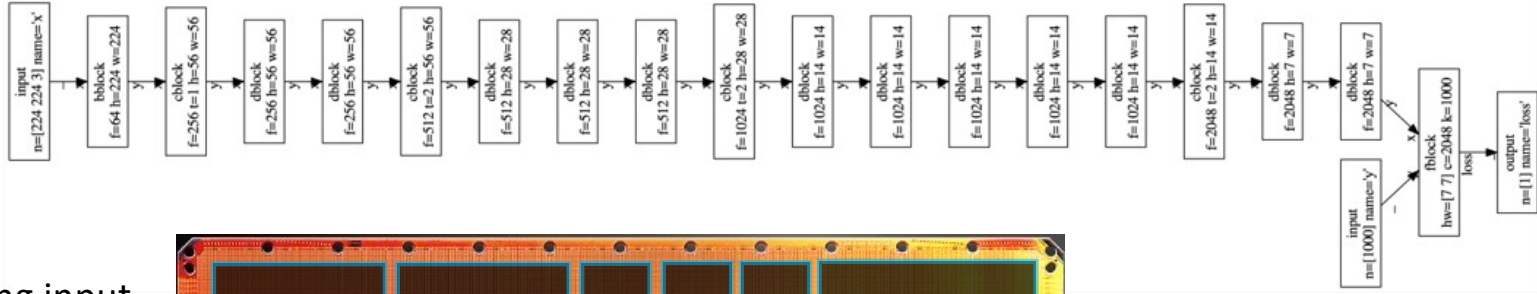 input
n=[224 224 3] name='x'
bblock
f=64 h=224 w=224
y
cblock
f=256 t=1 h=56 w=56
y
dblock
f=256 h=56 w=56
y
dblock
f=256 h=56 w=56
y
cblock
f=512 t=2 h=56 w=56
y
dblock
f=512 h=28 w=28
y
dblock
f=512 h=28 w=28
y
dblock
f=512 h=28 w=28
y
cblock
f=1024 t=2 h=28 w=28
y
dblock
f=1024 h=14 w=14
y
dblock
f=1024 h=14 w=14
y
dblock
f=1024 h=14 w=14
y
dblock
f=1024 h=14 w=14
y
dblock
f=1024 h=14 w=14
y
cblock
f=2048 t=2 h=14 w=14
y
dblock
f=2048 h=7 w=7
y
dblock
f=2048 h=7 w=7
y
x
input
n=[1000] name='y'
fblock
hw=[7 7] c=2048 k=1000
loss
output
n=[1] name='loss'
input